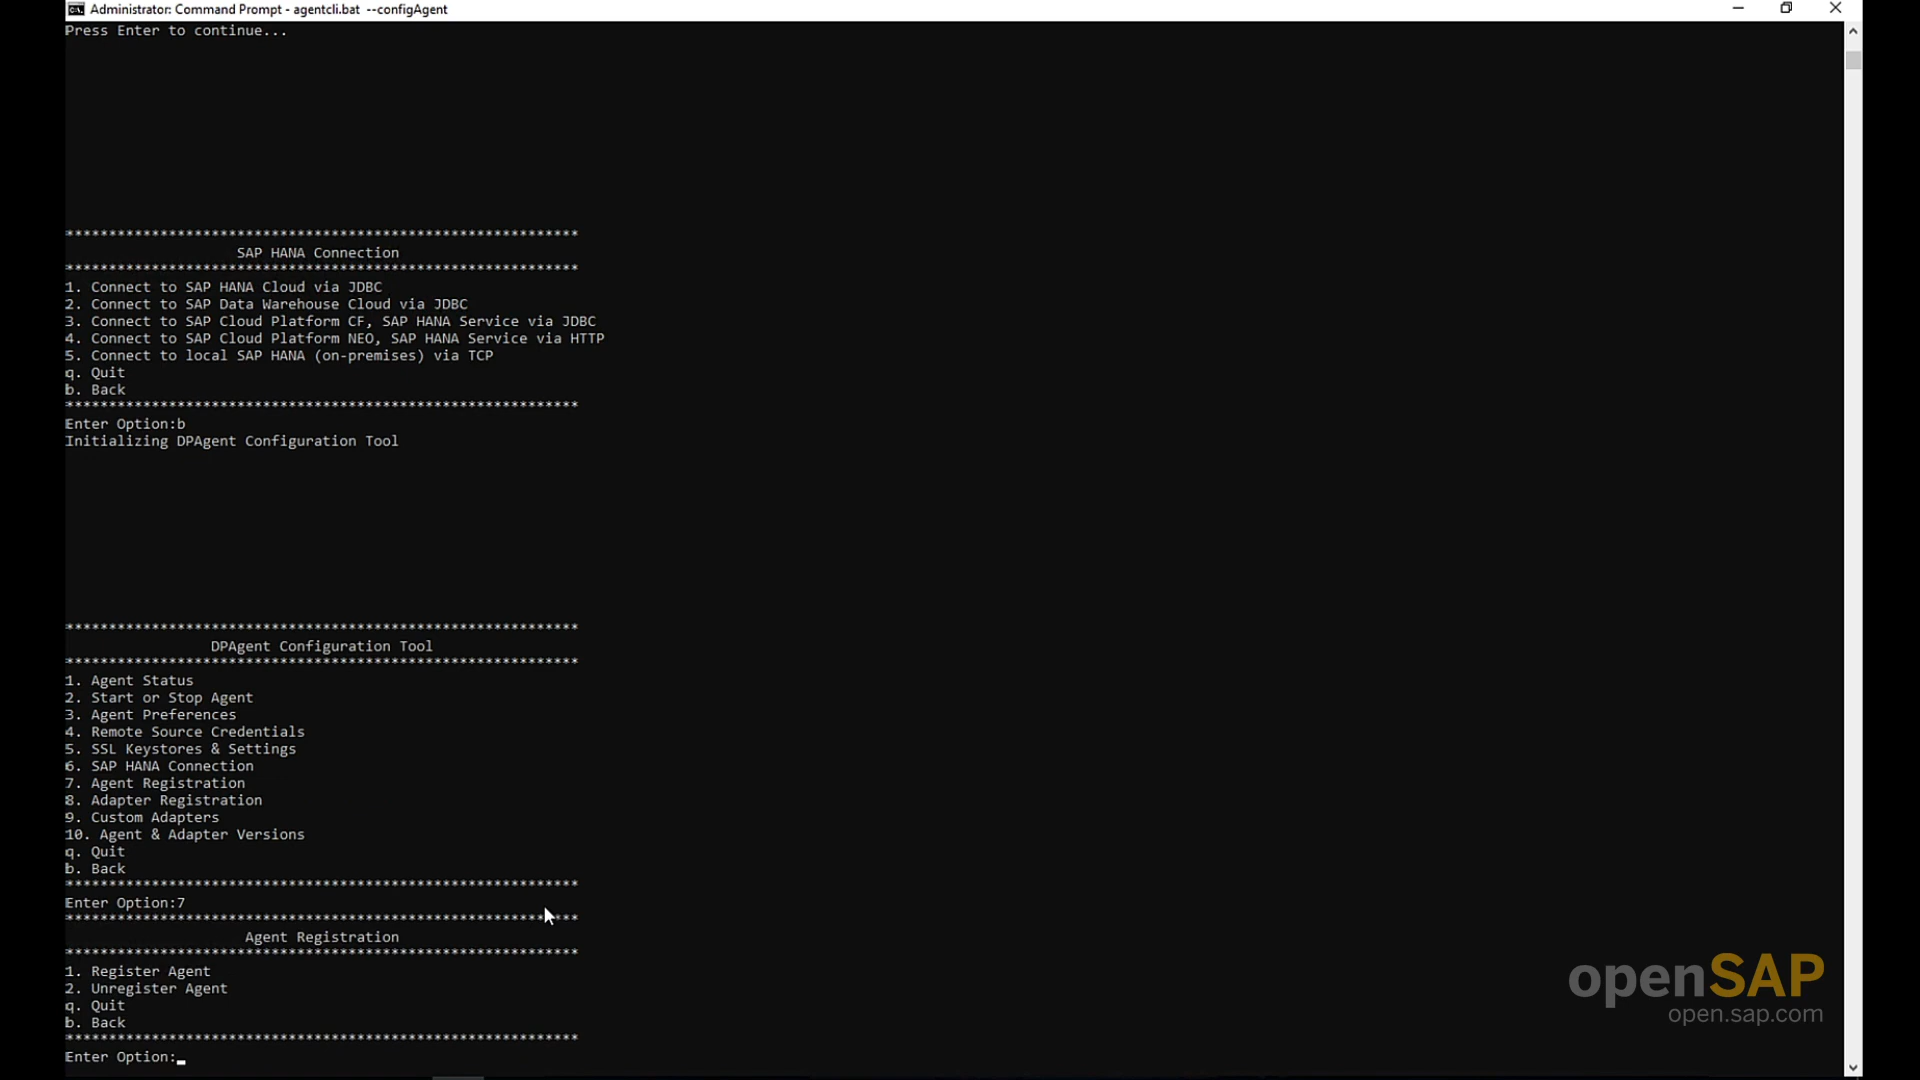 Administrator: Command Prompt - agentcli.bat --configAgent
Press Enter to continue...
************************************************************
SAP HANA Connection
************************************************************
1. Connect to SAP HANA Cloud via JDBC
2. Connect to SAP Data Warehouse Cloud via JDBC
3. Connect to SAP Cloud Platform CF, SAP HANA Service via JDBC
4. Connect to SAP Cloud Platform NEO, SAP HANA Service via HTTP
5. Connect to local SAP HANA (on-premises) via TCP
q. Quit
b. Back
************************************************************
Enter Option:b
Initializing DPAgent Configuration Tool
************************************************************
DPAgent Configuration Tool
************************************************************
1. Agent Status
2. Start or Stop Agent
3. Agent Preferences
4. Remote Source Credentials
5. SSL Keystores & Settings
6. SAP HANA Connection
7. Agent Registration
8. Adapter Registration
9. Custom Adapters
10. Agent & Adapter Versions
q. Quit
b. Back
************************************************************
Enter Option:7
************************************************************
Agent Registration
************************************************************
1. Register Agent
2. Unregister Agent
q. Quit
b. Back
************************************************************
Enter Option:
openSAP
open.sap.com